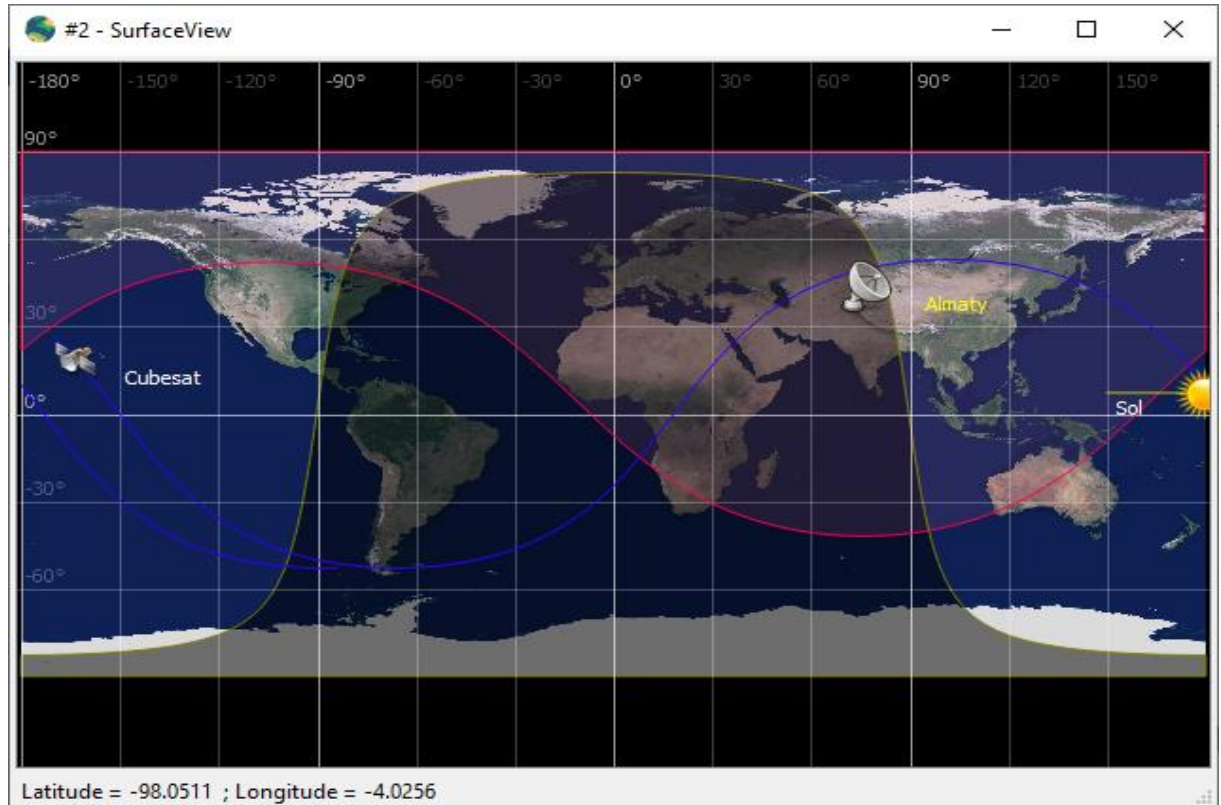 #2 - SurfaceView
-180° -150° -120° -90° -60° -30° 0° 30° 60° 90° 120° 150°
90°
30°
Almaty
Cubesat
0°
Sol
-30°
-60°
Latitude = -98.0511 ; Longitude = -4.0256